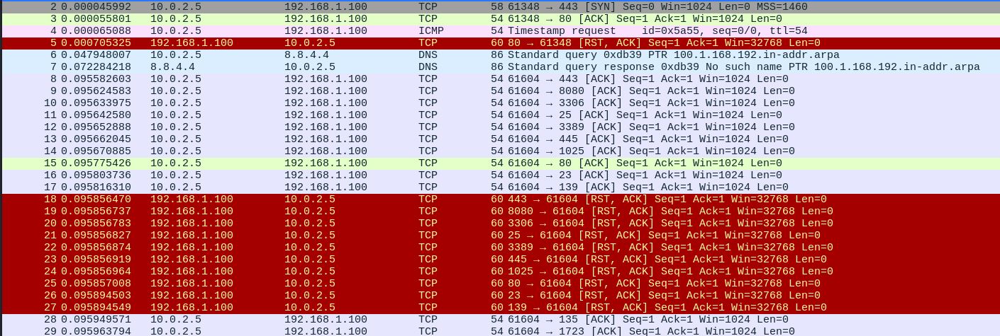 2 0.000045992 10.0.2.5 192.168.1.100 TCP 58 61348 → 443 [SYN] Seq=0 Win=1024 Len=0 MSS=1460
3 0.000055801 10.0.2.5 192.168.1.100 TCP 54 61348 → 80 [ACK] Seq=1 Ack=1 Win=1024 Len=0
4 0.000065088 10.0.2.5 192.168.1.100 ICMP 54 Timestamp request    id=0x5a55, seq=0/0, ttl=54
5 0.000705325 192.168.1.100 10.0.2.5 TCP 60 80 → 61348 [RST, ACK] Seq=1 Ack=1 Win=32768 Len=0
6 0.047948007 10.0.2.5 8.8.4.4 DNS 86 Standard query 0xdb39 PTR 100.1.168.192.in-addr.arpa
7 0.072284218 8.8.4.4 10.0.2.5 DNS 86 Standard query response 0xdb39 No such name PTR 100.1.168.192.in-addr.arpa
8 0.095582603 10.0.2.5 192.168.1.100 TCP 54 61604 → 443 [ACK] Seq=1 Ack=1 Win=1024 Len=0
9 0.095624583 10.0.2.5 192.168.1.100 TCP 54 61604 → 8080 [ACK] Seq=1 Ack=1 Win=1024 Len=0
10 0.095633975 10.0.2.5 192.168.1.100 TCP 54 61604 → 3306 [ACK] Seq=1 Ack=1 Win=1024 Len=0
11 0.095642580 10.0.2.5 192.168.1.100 TCP 54 61604 → 25 [ACK] Seq=1 Ack=1 Win=1024 Len=0
12 0.095652888 10.0.2.5 192.168.1.100 TCP 54 61604 → 3389 [ACK] Seq=1 Ack=1 Win=1024 Len=0
13 0.095662045 10.0.2.5 192.168.1.100 TCP 54 61604 → 445 [ACK] Seq=1 Ack=1 Win=1024 Len=0
14 0.095670885 10.0.2.5 192.168.1.100 TCP 54 61604 → 1025 [ACK] Seq=1 Ack=1 Win=1024 Len=0
15 0.095775426 10.0.2.5 192.168.1.100 TCP 54 61604 → 80 [ACK] Seq=1 Ack=1 Win=1024 Len=0
16 0.095803736 10.0.2.5 192.168.1.100 TCP 54 61604 → 23 [ACK] Seq=1 Ack=1 Win=1024 Len=0
17 0.095816310 10.0.2.5 192.168.1.100 TCP 54 61604 → 139 [ACK] Seq=1 Ack=1 Win=1024 Len=0
18 0.095856470 192.168.1.100 10.0.2.5 TCP 60 443 → 61604 [RST, ACK] Seq=1 Ack=1 Win=32768 Len=0
19 0.095856737 192.168.1.100 10.0.2.5 TCP 60 8080 → 61604 [RST, ACK] Seq=1 Ack=1 Win=32768 Len=0
20 0.095856783 192.168.1.100 10.0.2.5 TCP 60 3306 → 61604 [RST, ACK] Seq=1 Ack=1 Win=32768 Len=0
21 0.095856827 192.168.1.100 10.0.2.5 TCP 60 25 → 61604 [RST, ACK] Seq=1 Ack=1 Win=32768 Len=0
22 0.095856874 192.168.1.100 10.0.2.5 TCP 60 3389 → 61604 [RST, ACK] Seq=1 Ack=1 Win=32768 Len=0
23 0.095856919 192.168.1.100 10.0.2.5 TCP 60 445 → 61604 [RST, ACK] Seq=1 Ack=1 Win=32768 Len=0
24 0.095856964 192.168.1.100 10.0.2.5 TCP 60 1025 → 61604 [RST, ACK] Seq=1 Ack=1 Win=32768 Len=0
25 0.095857008 192.168.1.100 10.0.2.5 TCP 60 80 → 61604 [RST, ACK] Seq=1 Ack=1 Win=32768 Len=0
26 0.095894503 192.168.1.100 10.0.2.5 TCP 60 23 → 61604 [RST, ACK] Seq=1 Ack=1 Win=32768 Len=0
27 0.095894549 192.168.1.100 10.0.2.5 TCP 60 139 → 61604 [RST, ACK] Seq=1 Ack=1 Win=32768 Len=0
28 0.095949571 10.0.2.5 192.168.1.100 TCP 54 61604 → 135 [ACK] Seq=1 Ack=1 Win=1024 Len=0
29 0.095963794 10.0.2.5 192.168.1.100 TCP 54 61604 → 1723 [ACK] Seq=1 Ack=1 Win=1024 Len=0